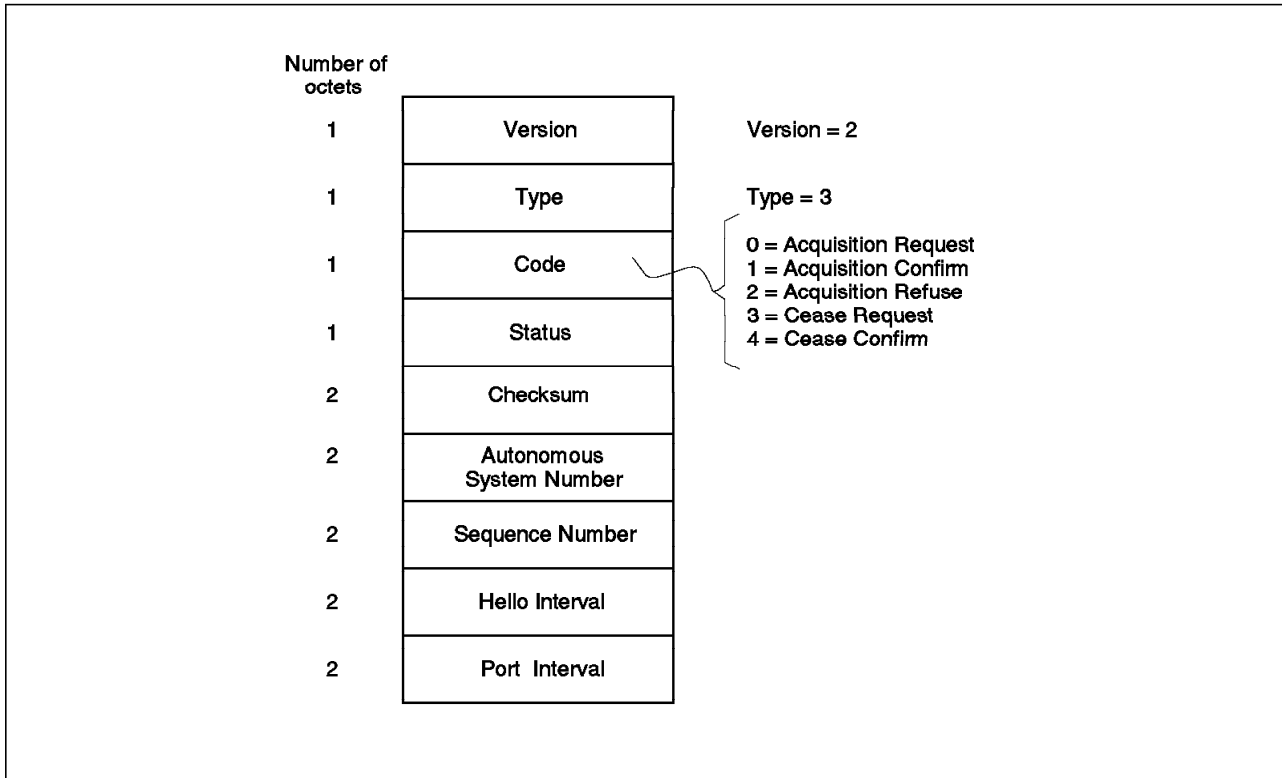 Number of
octets
1 Version Version = 2
1 Type Type = 3
1 Code 0 = Acquisition Request
1 = Acquisition Confirm
2 = Acquisition Refuse
3 = Cease Request
4 = Cease Confirm
1 Status
2 Checksum
2 Autonomous
System Number
2 Sequence Number
2 Hello Interval
2 Port Interval